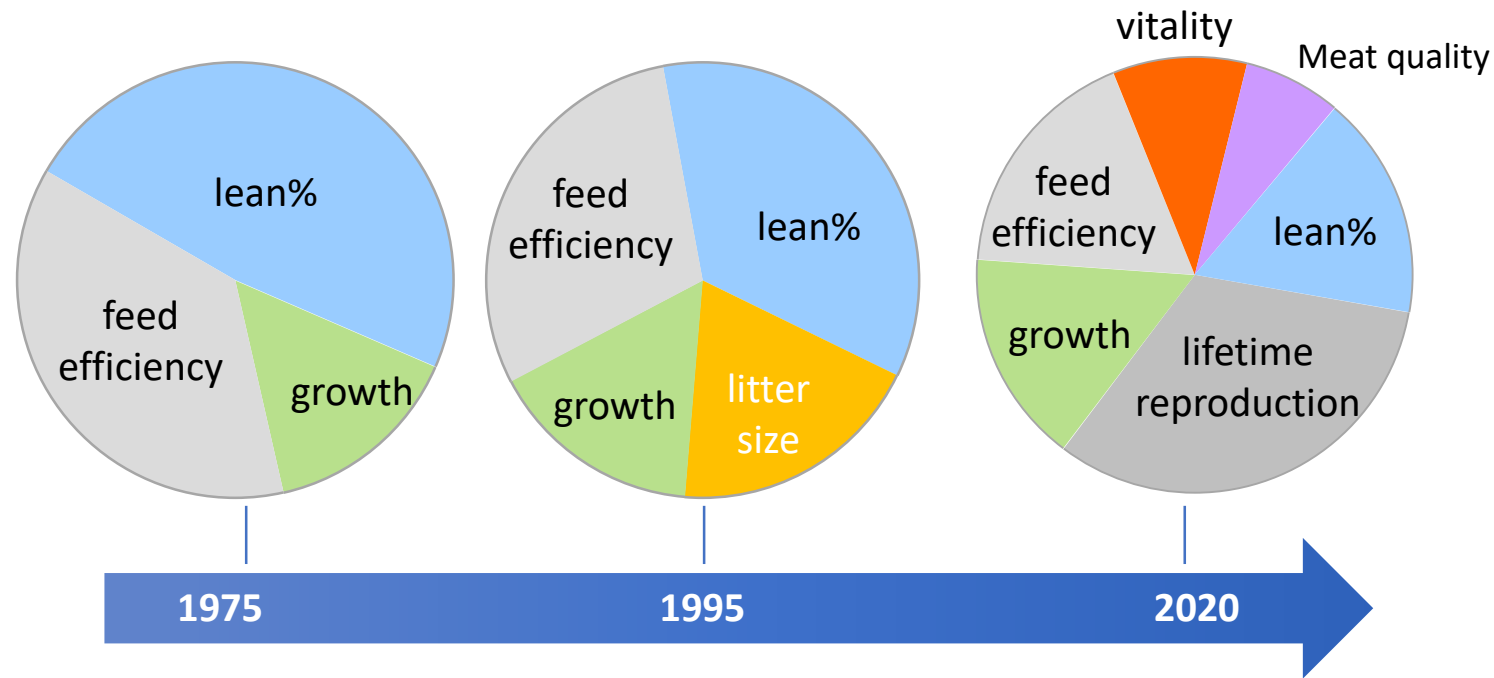 lean%
feed
efficiency
growth
feed
efficiency
lean%
growth
litter
size
vitality
Meat quality
feed
efficiency
lean%
growth
lifetime
reproduction
1975
1995
2020